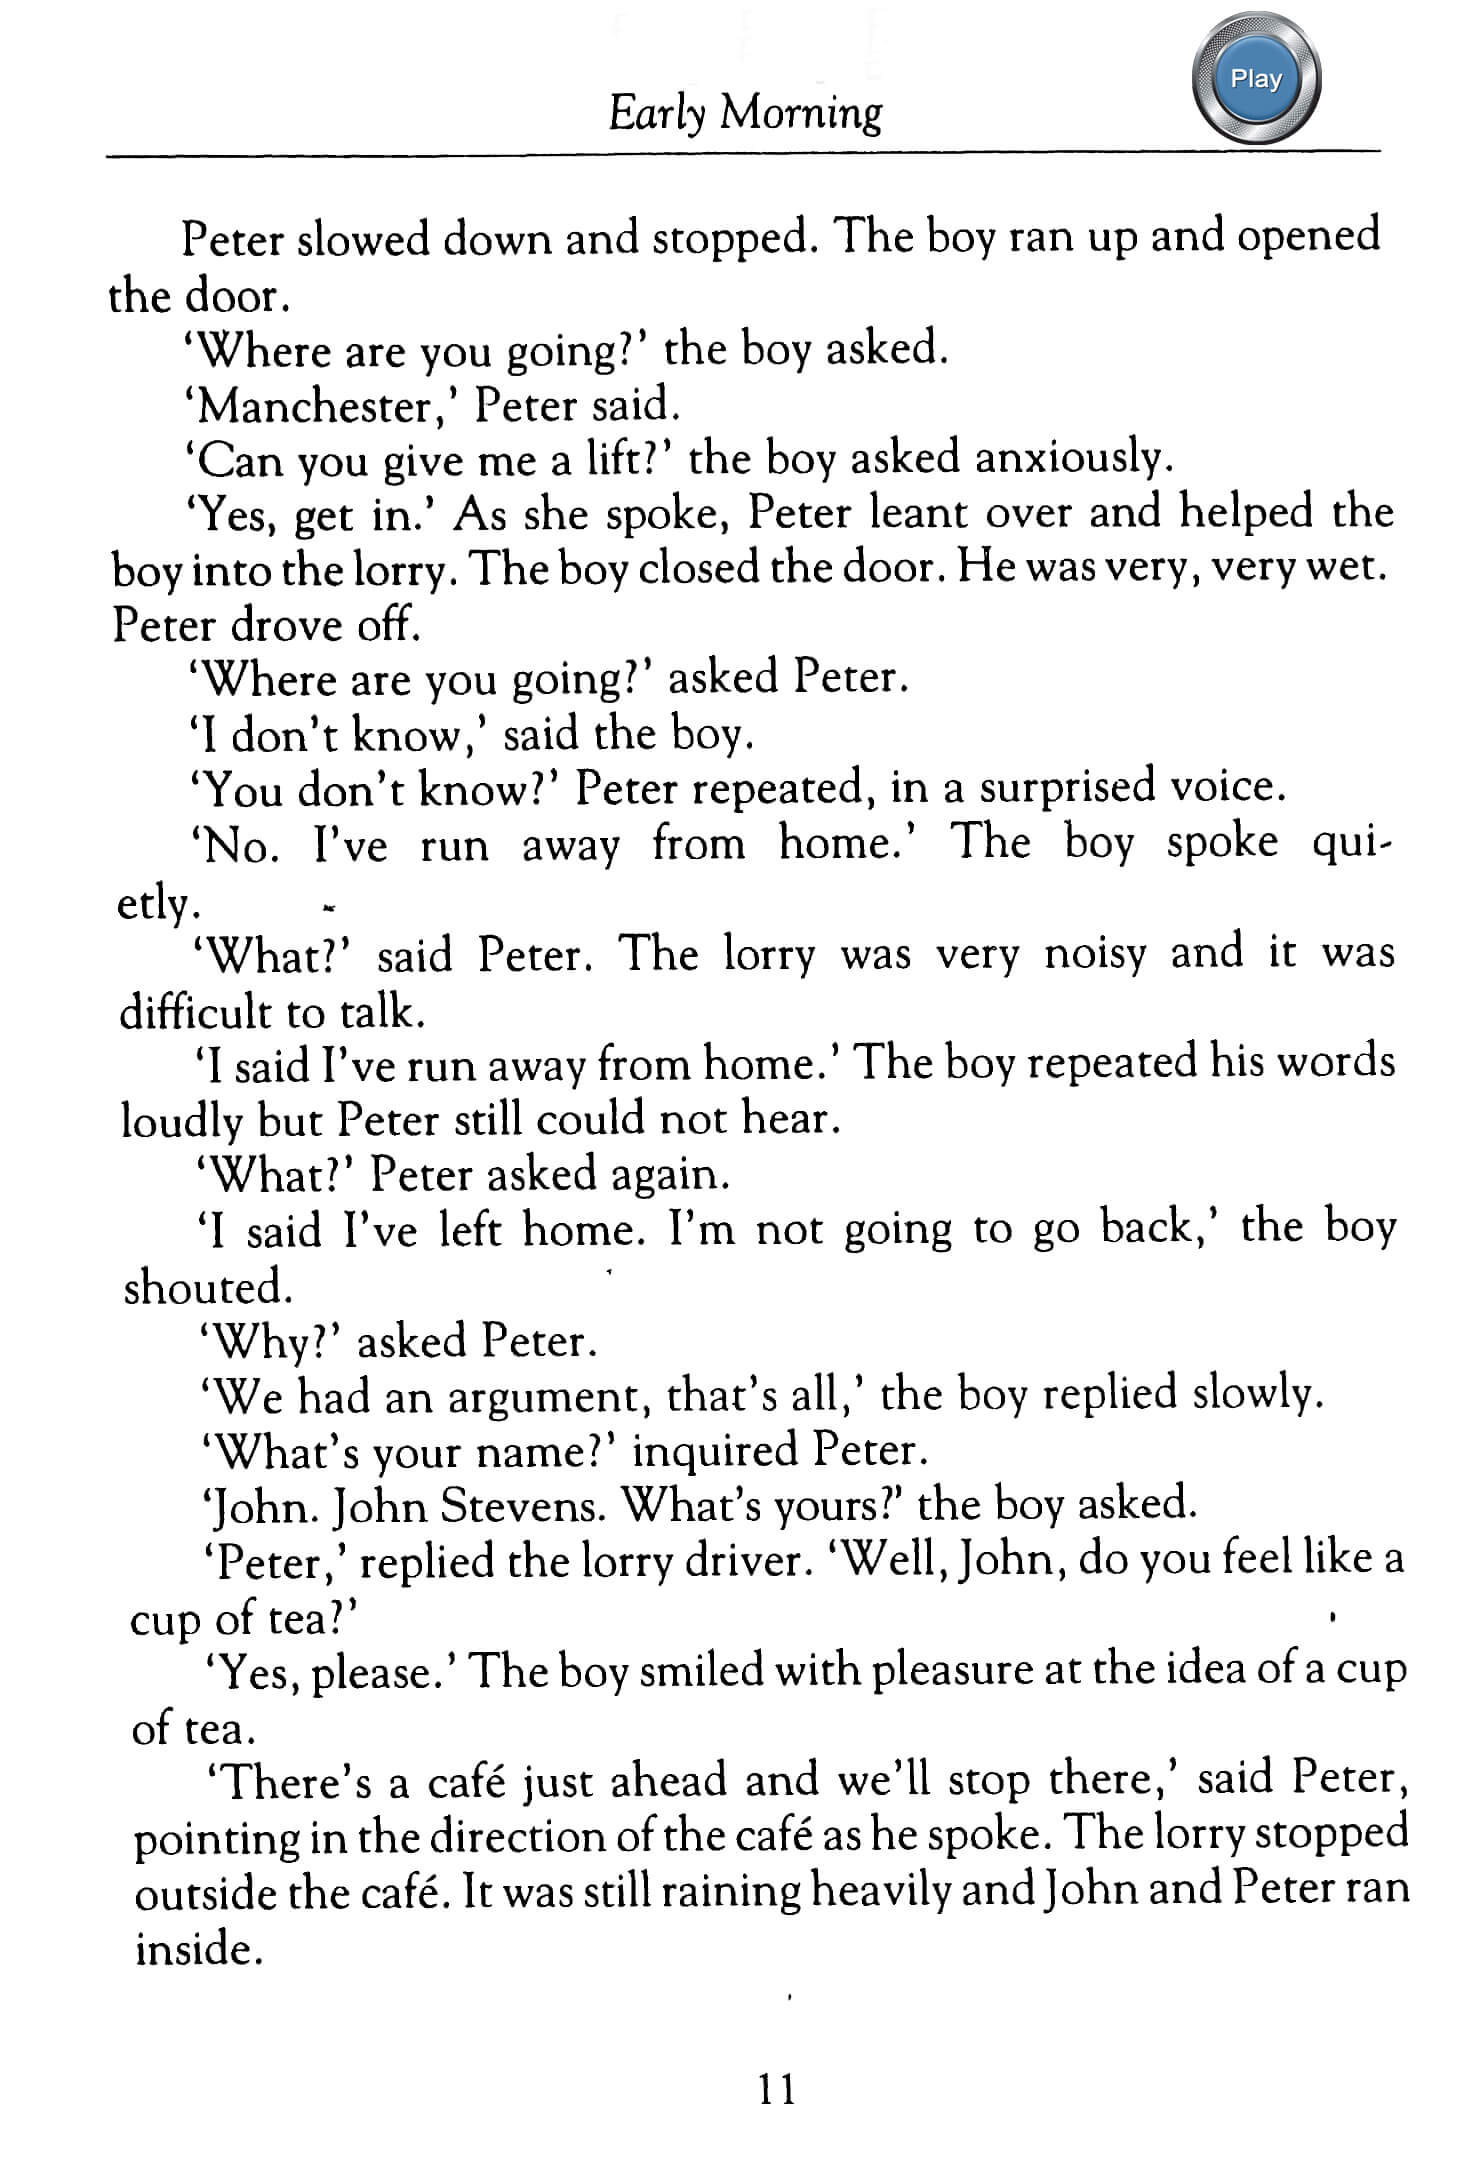 Play
Early Morning
Peter slowed down and stopped. The boy ran up and opened
the door.
‘Where are you going?’ the boy asked.
‘Manchester,’ Peter said.
‘Can you give me a lift?’ the boy asked anxiously.
‘Yes, get in.’ As she spoke, Peter leant over and helped the
boy into the lorry. The boy closed the door. He was very, very wet.
Peter drove off.
‘Where are you going?’ asked Peter.
‘I don’t know,’ said the boy.
‘You don’t know?’ Peter repeated, in a surprised voice.
‘No. I’ve run away from home.’ The boy spoke qui-
etly.
‘What?’ said Peter. The lorry was very noisy and it was
difficult to talk.
‘I said I’ve run away from home.’ The boy repeated his words
loudly but Peter still could not hear.
‘What?’ Peter asked again.
‘I said I’ve left home. I’m not going to go back,’ the boy
shouted.
‘Why?’ asked Peter.
‘We had an argument, that’s all,’ the boy replied slowly.
‘What’s your name?’ inquired Peter.
‘John. John Stevens. What’s yours?’ the boy asked.
‘Peter,’ replied the lorry driver. ‘Well, John, do you feel like a
cup of tea?’
‘Yes, please.’ The boy smiled with pleasure at the idea of a cup
of tea.
‘There’s a café just ahead and we’ll stop there,’ said Peter,
pointing in the direction of the café as he spoke. The lorry stopped
outside the café. It was still raining heavily and John and Peter ran
inside.
11